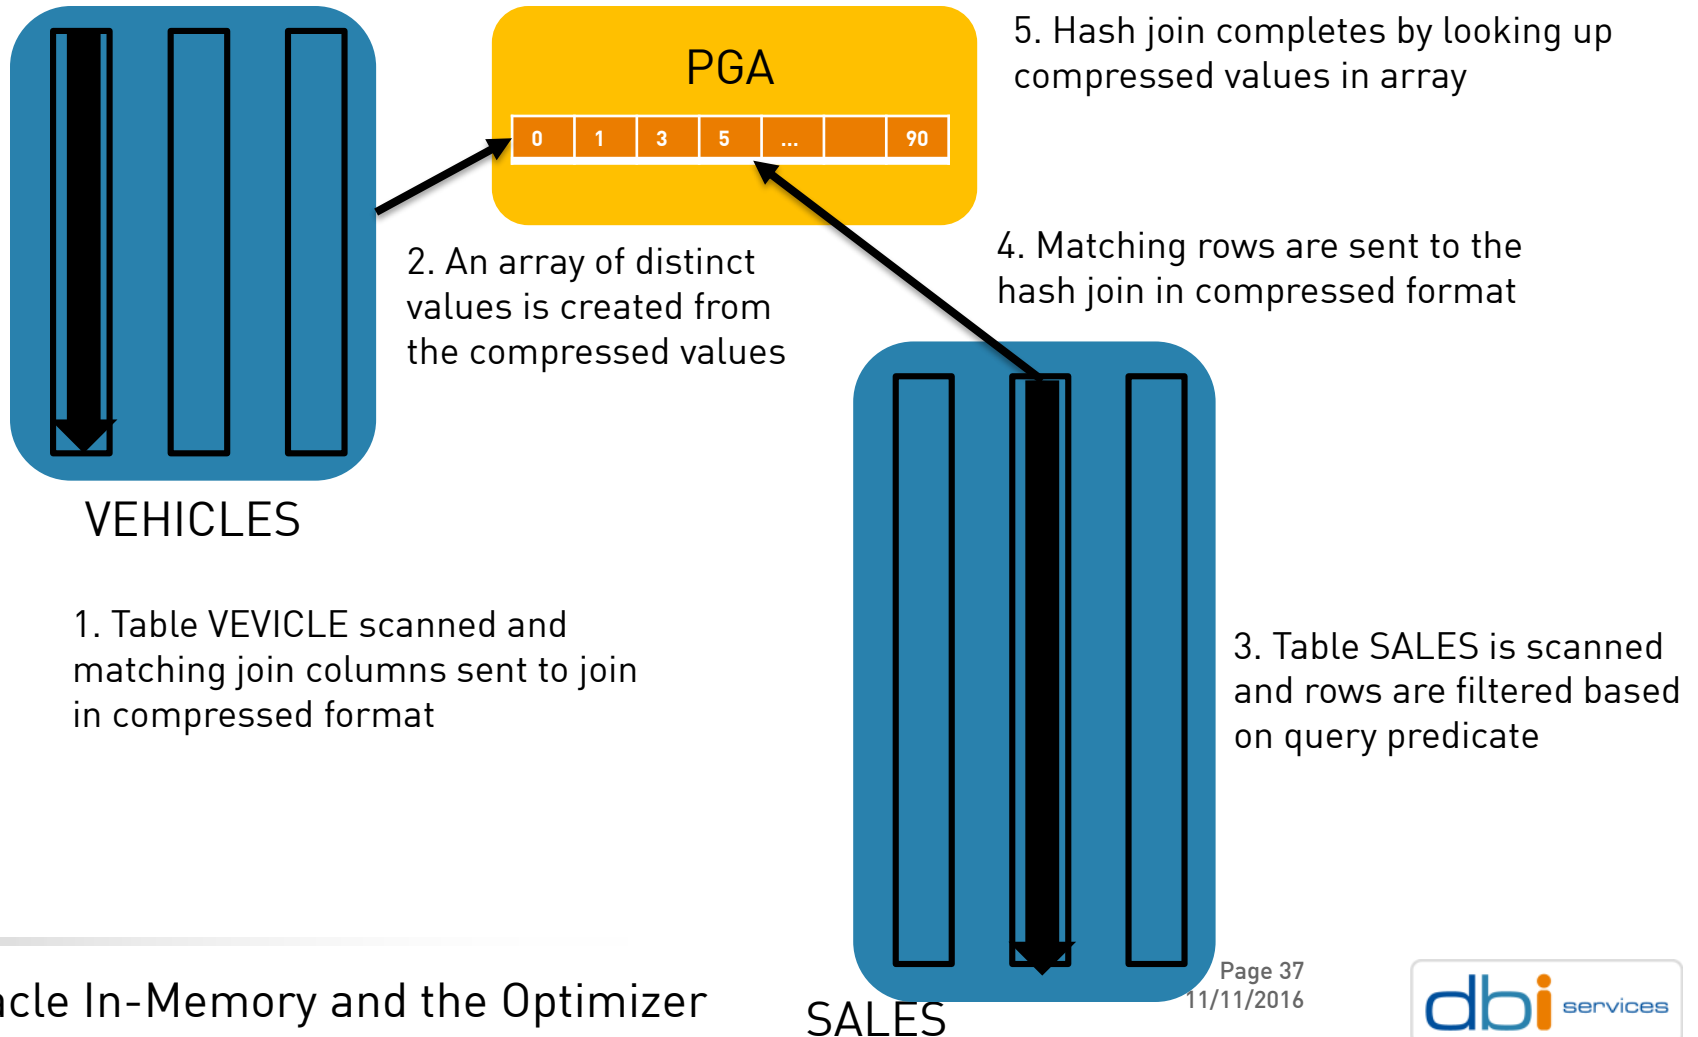 PGA
0 1 3 5 ... 90
5. Hash join completes by looking up
compressed values in array
2. An array of distinct
values is created from
the compressed values
4. Matching rows are sent to the
hash join in compressed format
VEHICLES
1. Table VEVICLE scanned and
matching join columns sent to join
in compressed format
3. Table SALES is scanned
and rows are filtered based
on query predicate
SALES
acle In-Memory and the Optimizer
Page 37
11/11/2016
dbi services